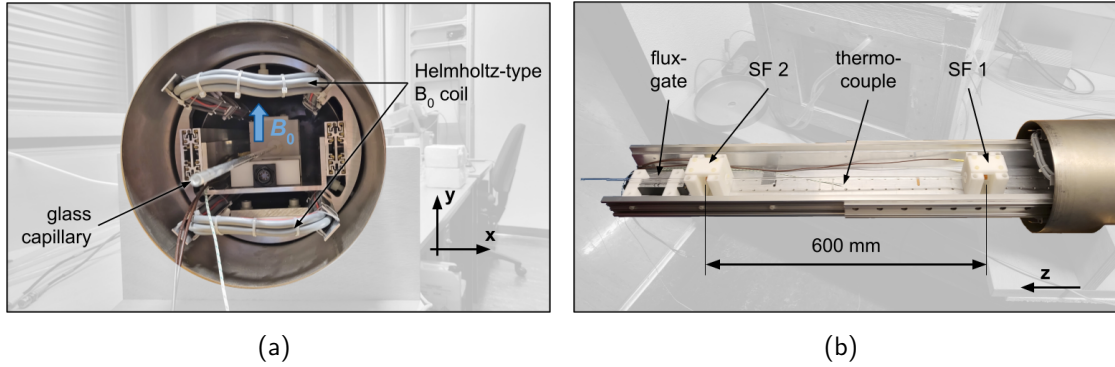 Helmholtz-type
B₀ coil
B₀
glass
capillary
y
x
(a)
flux-
gate
SF 2
thermo-
couple
SF 1
600 mm
z
(b)